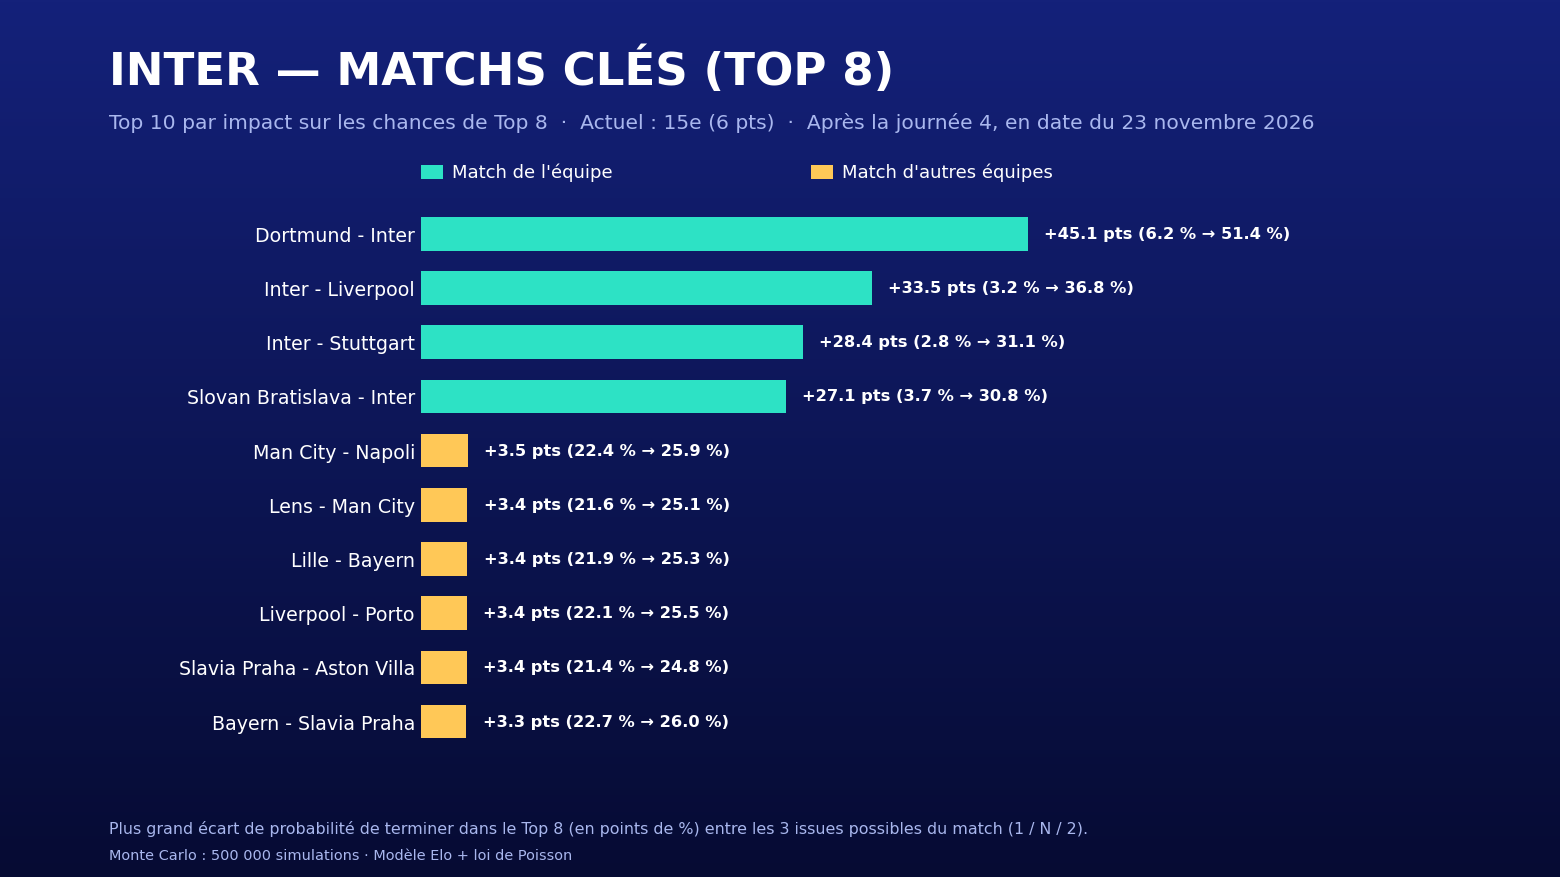 INTER — MATCHS CLÉS (TOP 8)
Top 10 par impact sur les chances de Top 8 · Actuel : 15e (6 pts) · Après la journée 4, en date du 23 novembre 2026
Match de l'équipe
Match d'autres équipes
Dortmund - Inter +45.1 pts (6.2 % → 51.4 %)
Inter - Liverpool +33.5 pts (3.2 % → 36.8 %)
Inter - Stuttgart +28.4 pts (2.8 % → 31.1 %)
Slovan Bratislava - Inter +27.1 pts (3.7 % → 30.8 %)
Man City - Napoli +3.5 pts (22.4 % → 25.9 %)
Lens - Man City +3.4 pts (21.6 % → 25.1 %)
Lille - Bayern +3.4 pts (21.9 % → 25.3 %)
Liverpool - Porto +3.4 pts (22.1 % → 25.5 %)
Slavia Praha - Aston Villa +3.4 pts (21.4 % → 24.8 %)
Bayern - Slavia Praha +3.3 pts (22.7 % → 26.0 %)
Plus grand écart de probabilité de terminer dans le Top 8 (en points de %) entre les 3 issues possibles du match (1 / N / 2).
Monte Carlo : 500 000 simulations · Modèle Elo + loi de Poisson